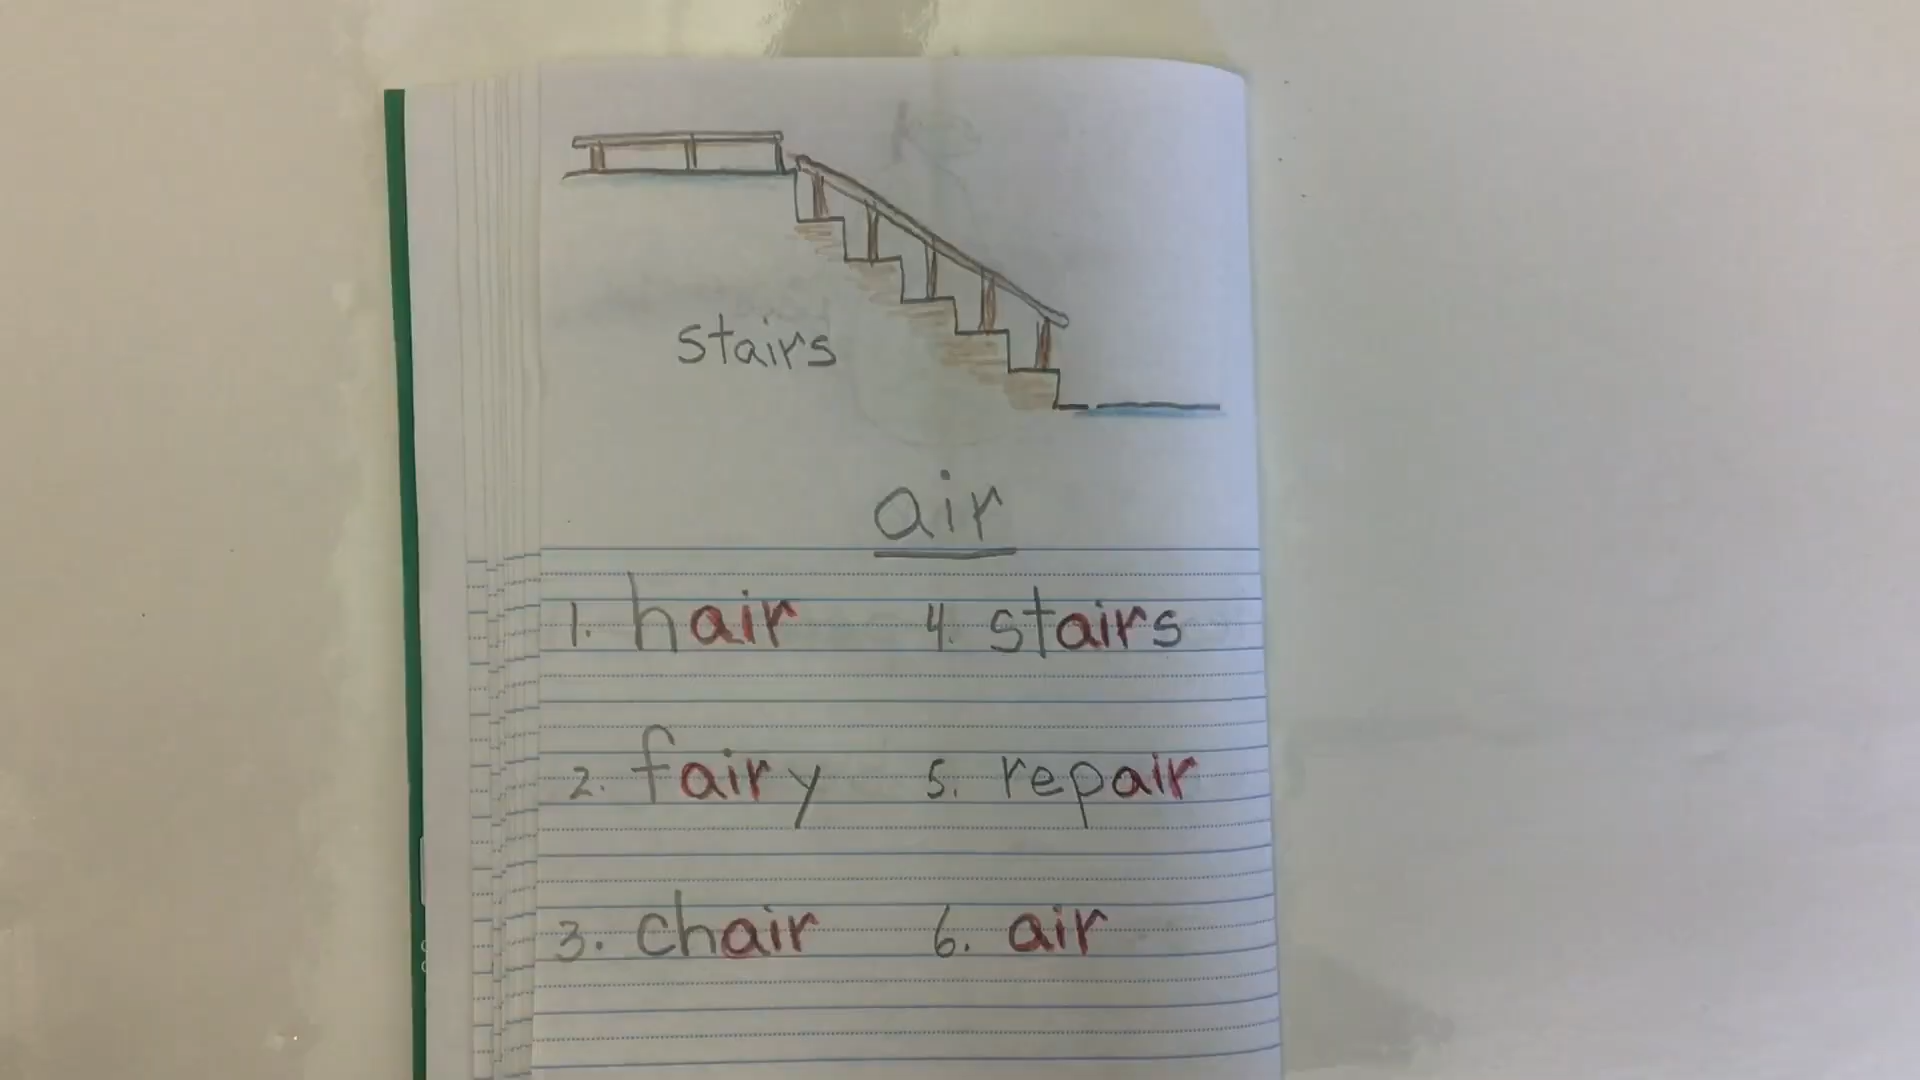 stairs
air
1. hair 4. stairs
2. fairy 5. repair
3. chair 6. air